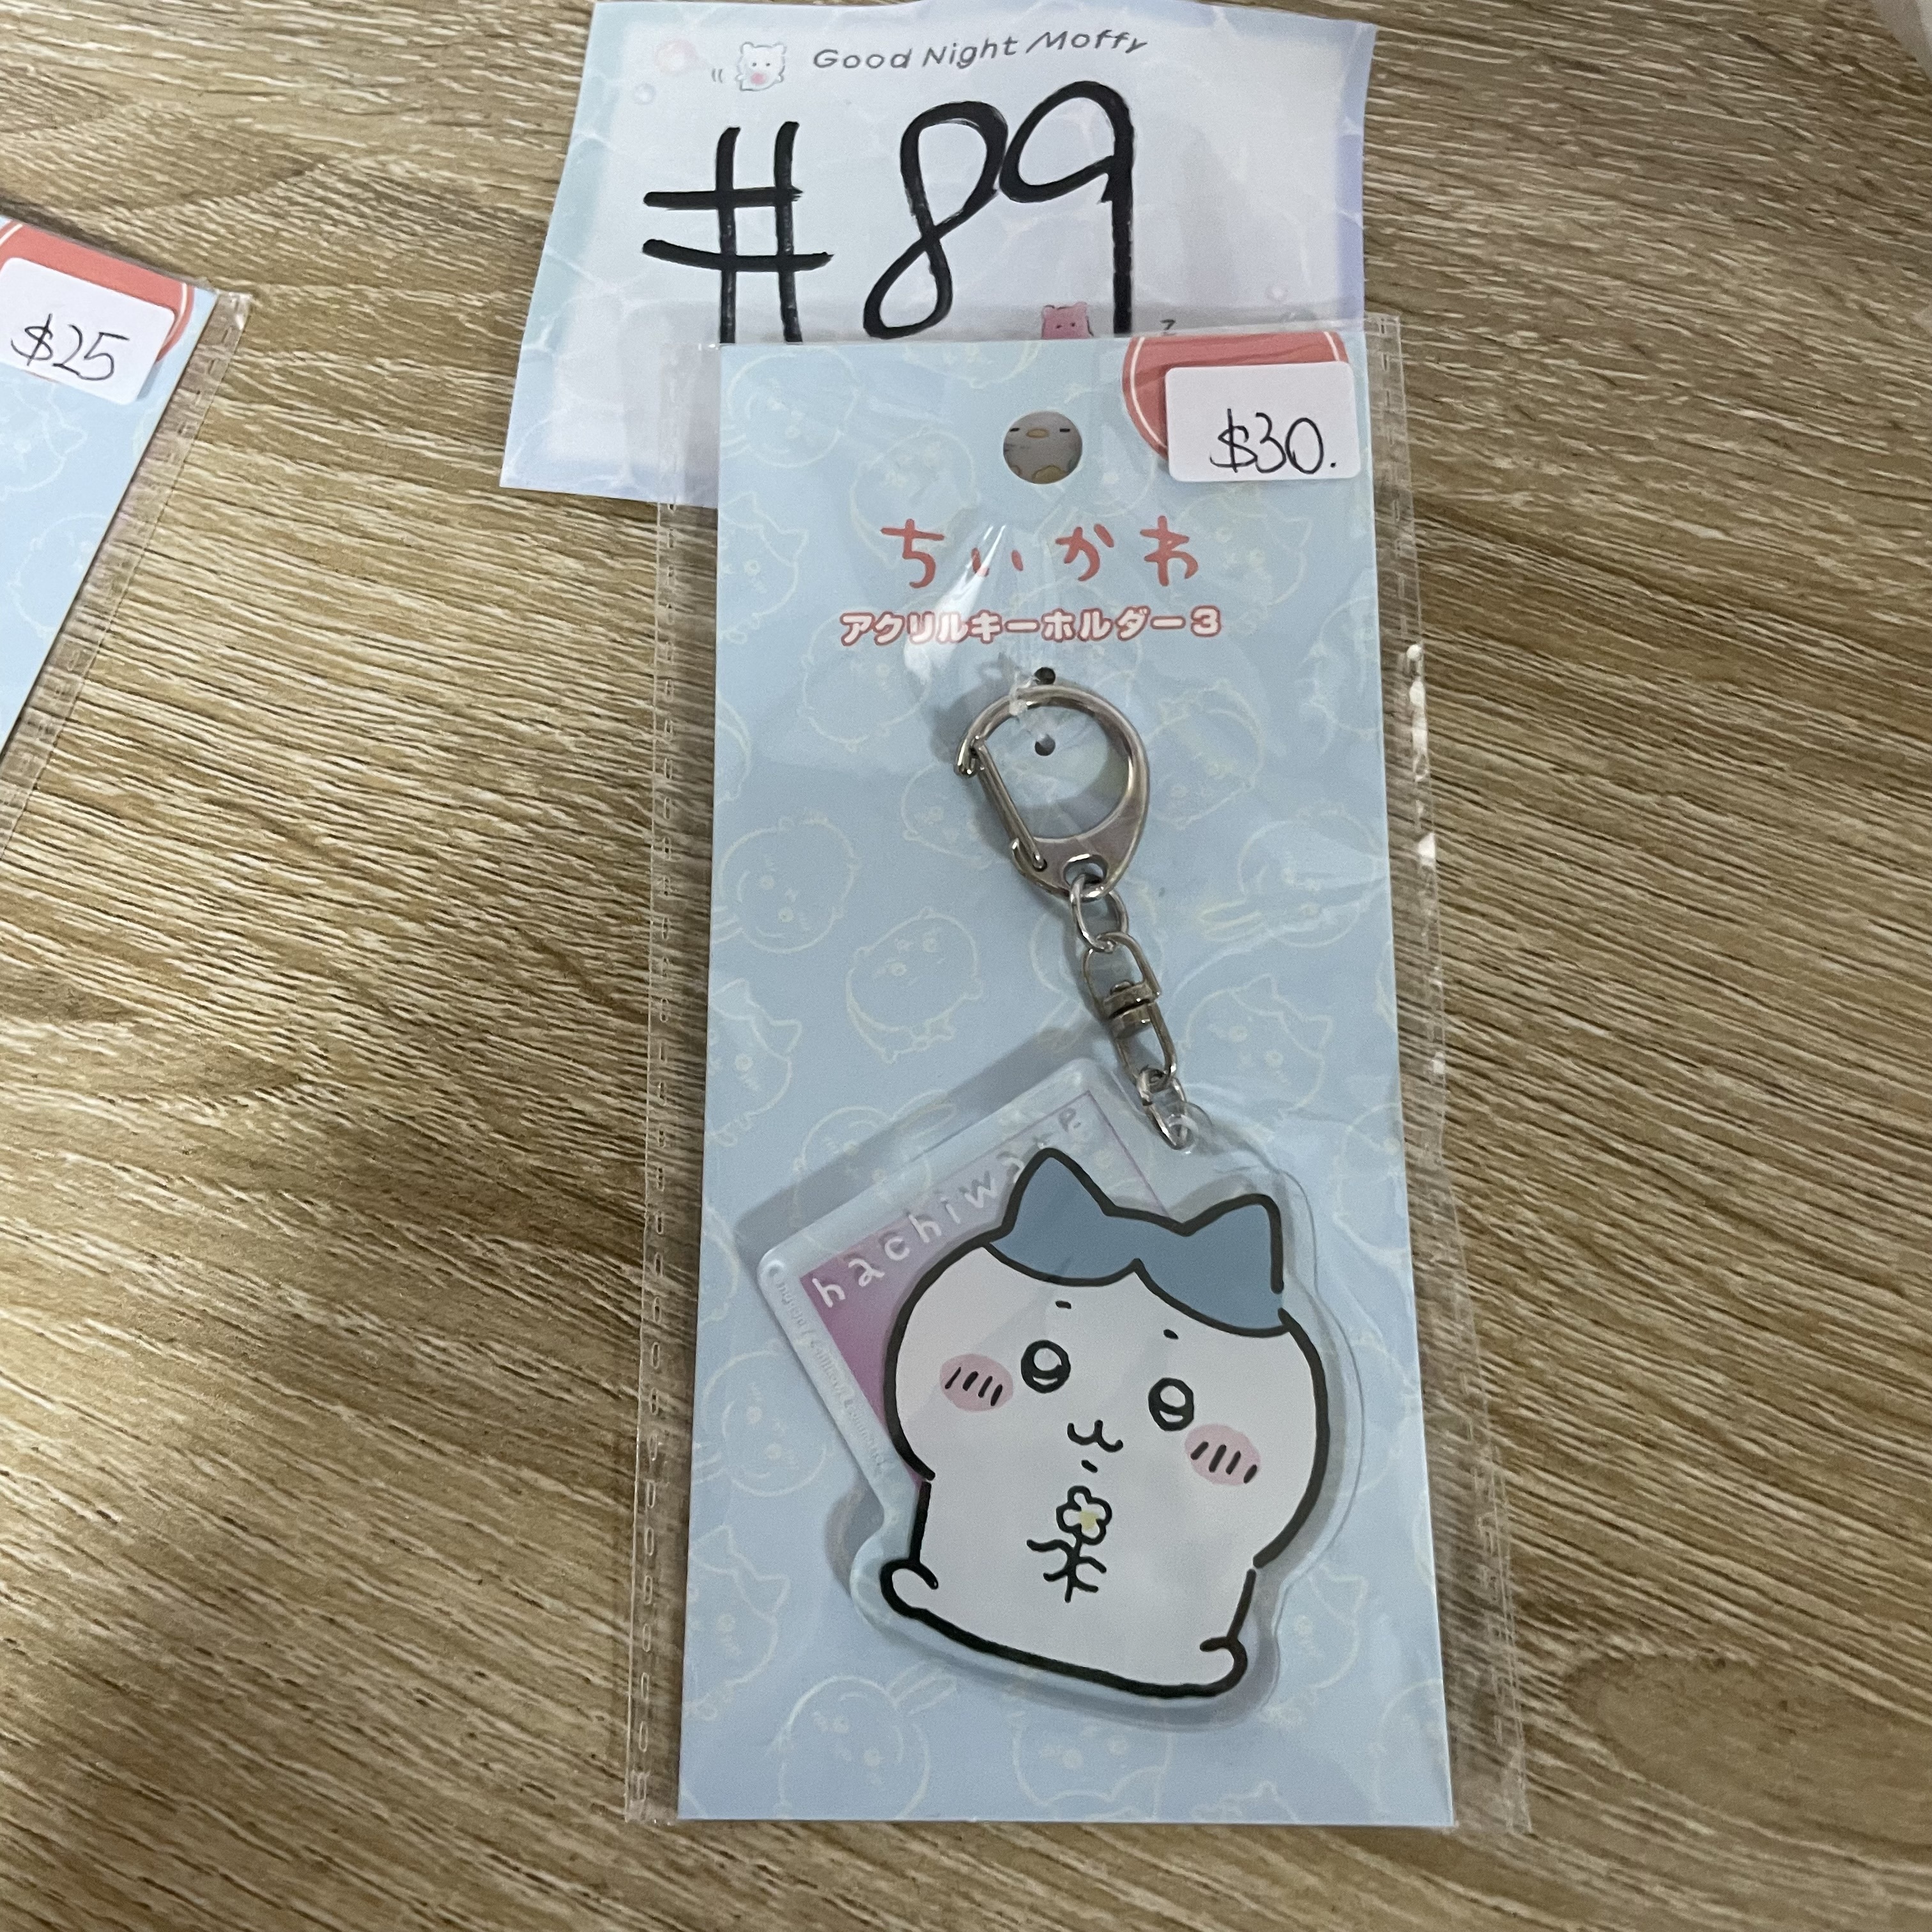 Good Night Moffy
#89
z
$25
$30.
ちいかわ
アクリルキーホルダー3
hachiware